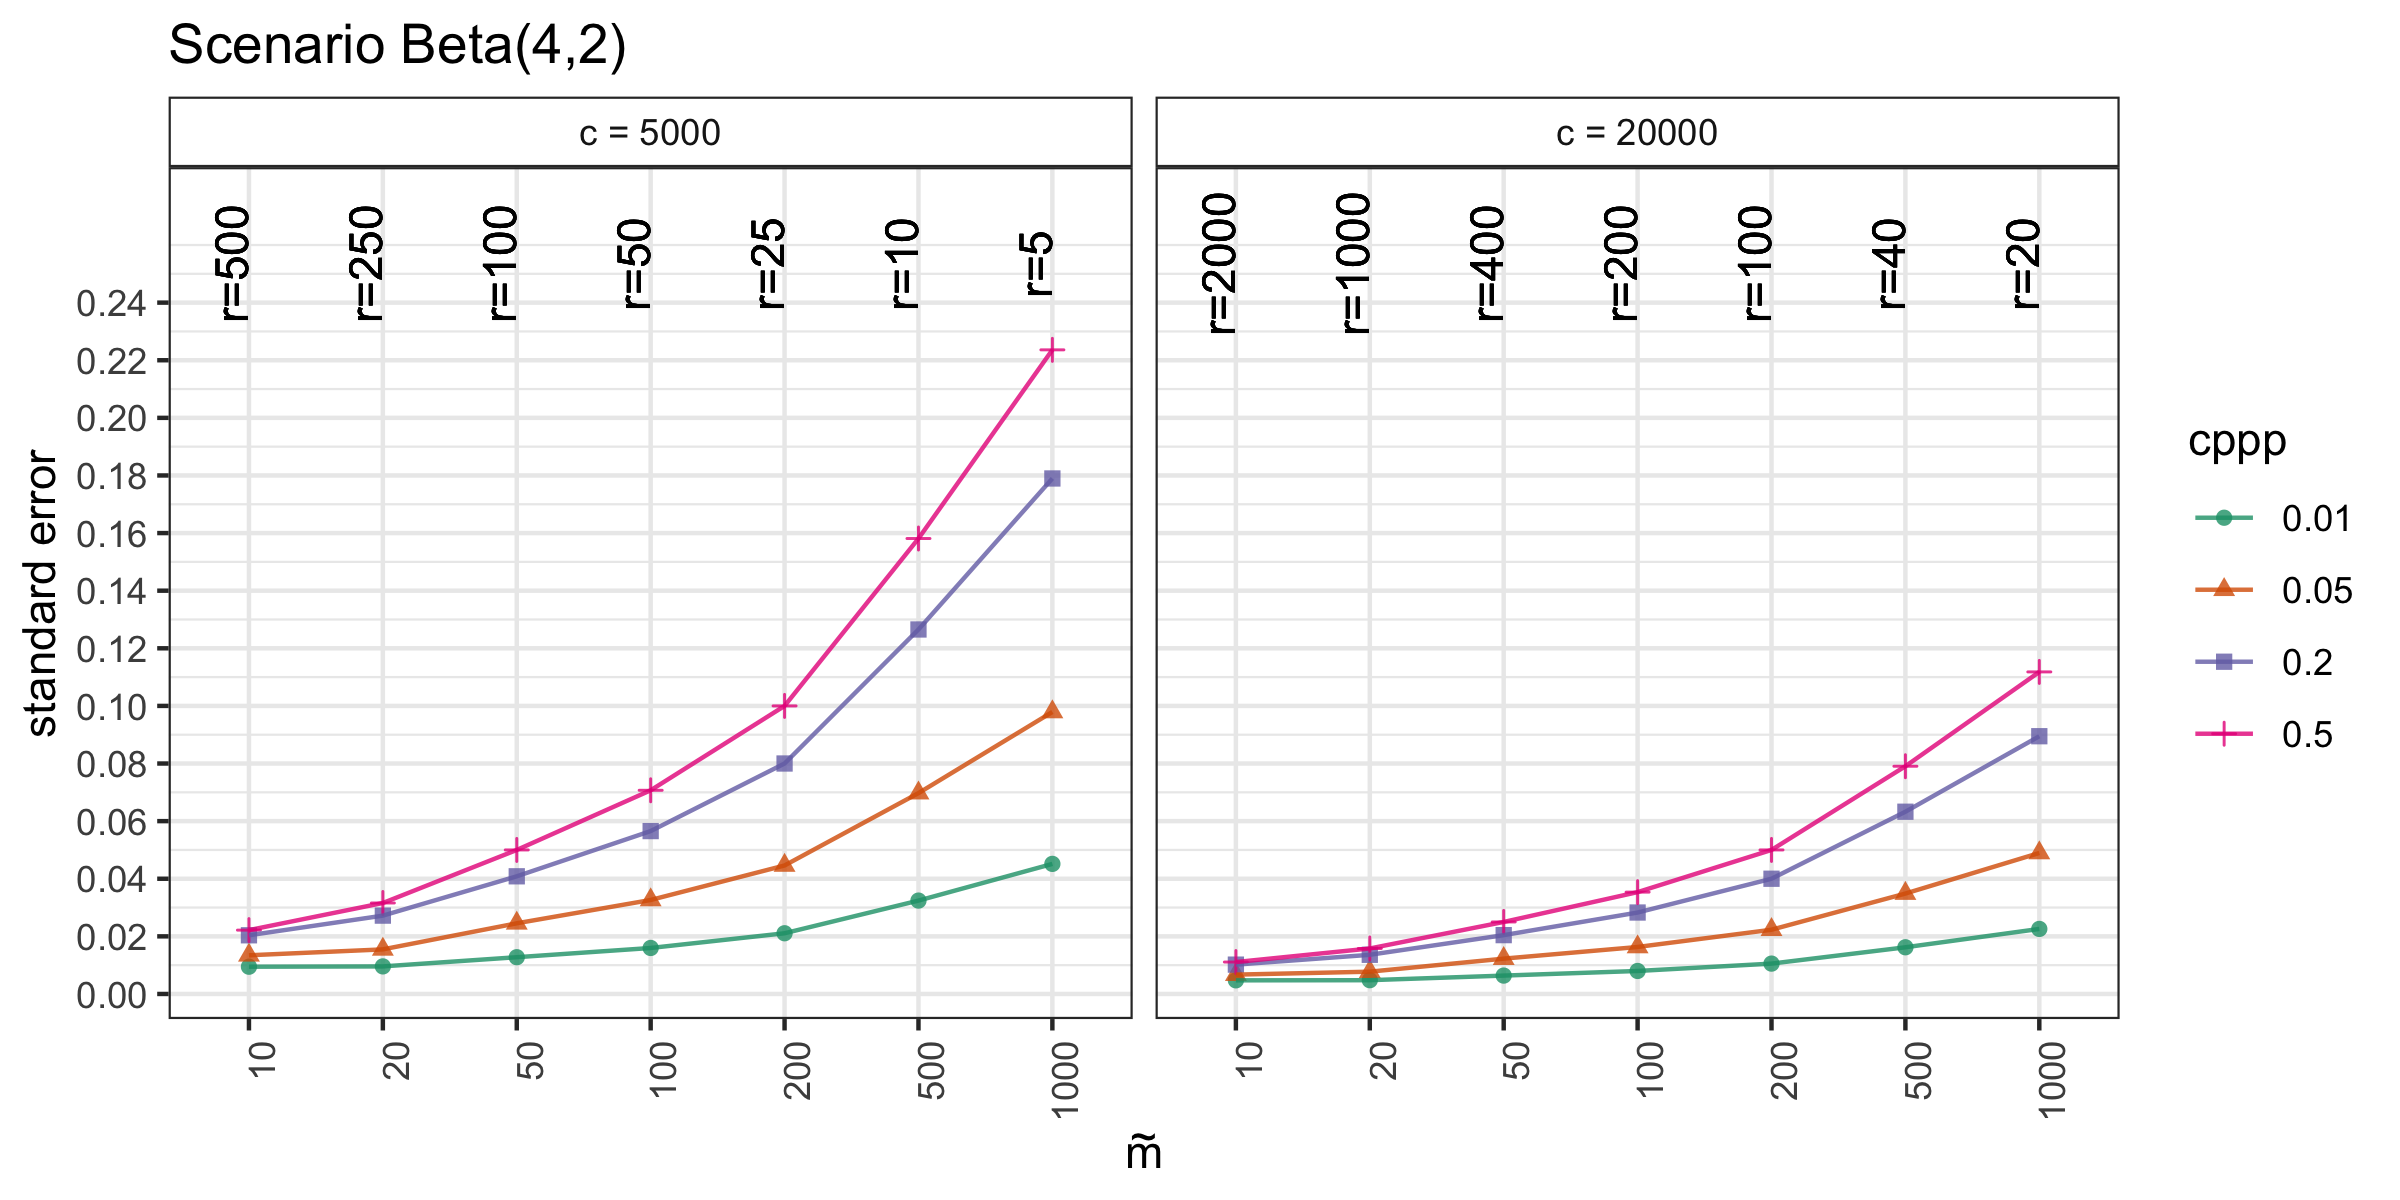 Scenario Beta(4,2)
c = 5000
c = 20000
r=500 r=250 r=100 r=50 r=25 r=10 r=5
r=2000 r=1000 r=400 r=200 r=100 r=40 r=20
0.24
0.22
0.20
0.18
0.16
0.14
0.12
0.10
0.08
0.06
0.04
0.02
0.00
standard error
10 20 50 100 200 500 1000
10 20 50 100 200 500 1000
m̃
cppp
0.01
0.05
0.2
0.5